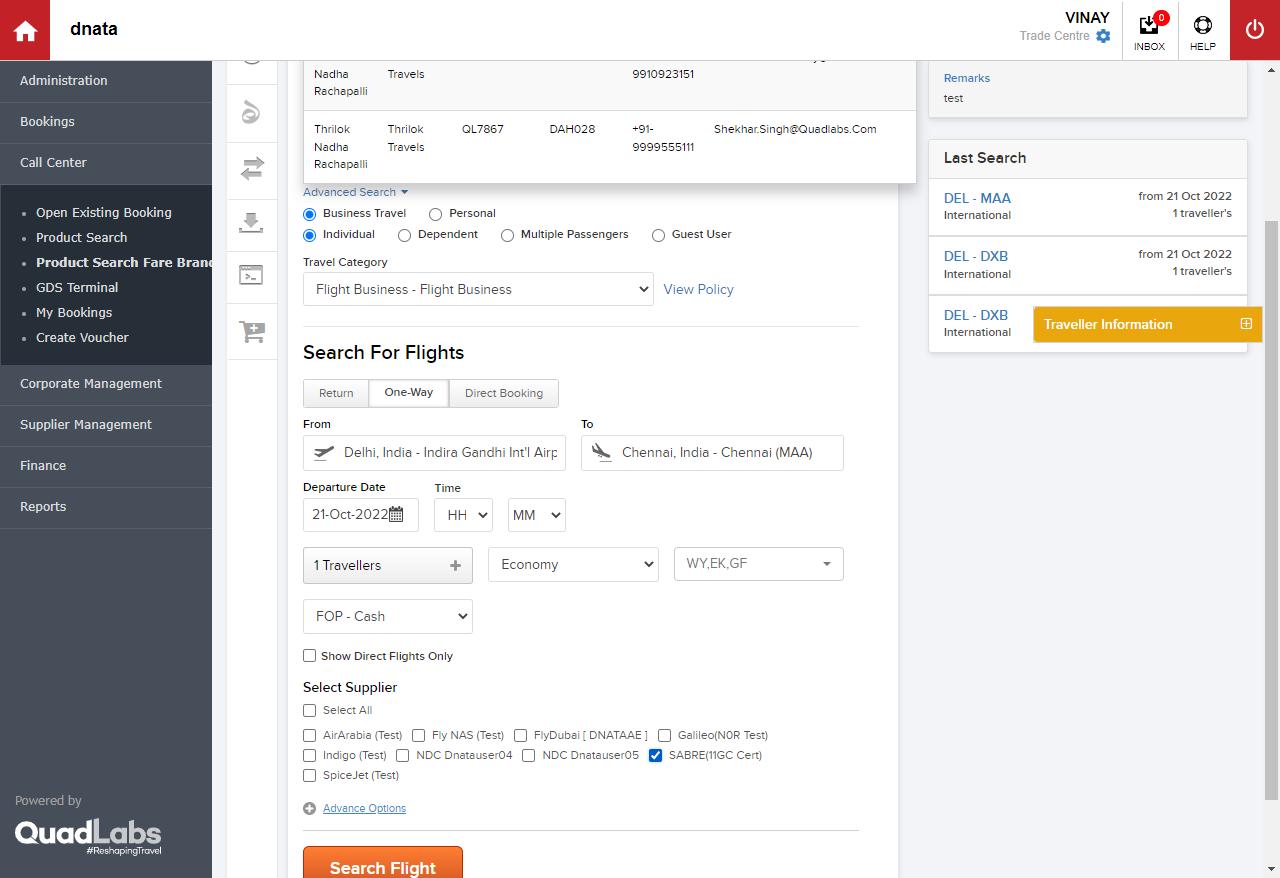 dnata
VINAY
Trade Centre
0
INBOX
HELP
Administration
Bookings
Call Center
Open Existing Booking
Product Search
Product Search Fare Bran
GDS Terminal
My Bookings
Create Voucher
Corporate Management
Supplier Management
Finance
Reports
Powered by
QuadLabs
#ReshapingTravel
Nadha Travels 9910923151
Rachapalli
Thrilok Thrilok QL7867 DAH028 +91- Shekhar.Singh@Quadlabs.Com
Nadha Travels 9999555111
Rachapalli
Advanced Search
Business Travel Personal
Individual Dependent Multiple Passengers Guest User
Travel Category
Flight Business - Flight Business View Policy
Search For Flights
Return One-Way Direct Booking
From To
Delhi, India - Indira Gandhi Int'l Airp Chennai, India - Chennai (MAA)
Departure Date Time
21-Oct-2022 HH MM
1 Travellers Economy WY,EK,GF
FOP - Cash
Show Direct Flights Only
Select Supplier
Select All
AirArabia (Test) Fly NAS (Test) FlyDubai [ DNATAAE ] Galileo(N0R Test)
Indigo (Test) NDC Dnatauser04 NDC Dnatauser05 SABRE(11GC Cert)
SpiceJet (Test)
Advance Options
Search Flight
Remarks
test
Last Search
DEL - MAA from 21 Oct 2022
International 1 traveller's
DEL - DXB from 21 Oct 2022
International 1 traveller's
DEL - DXB
International
Traveller Information